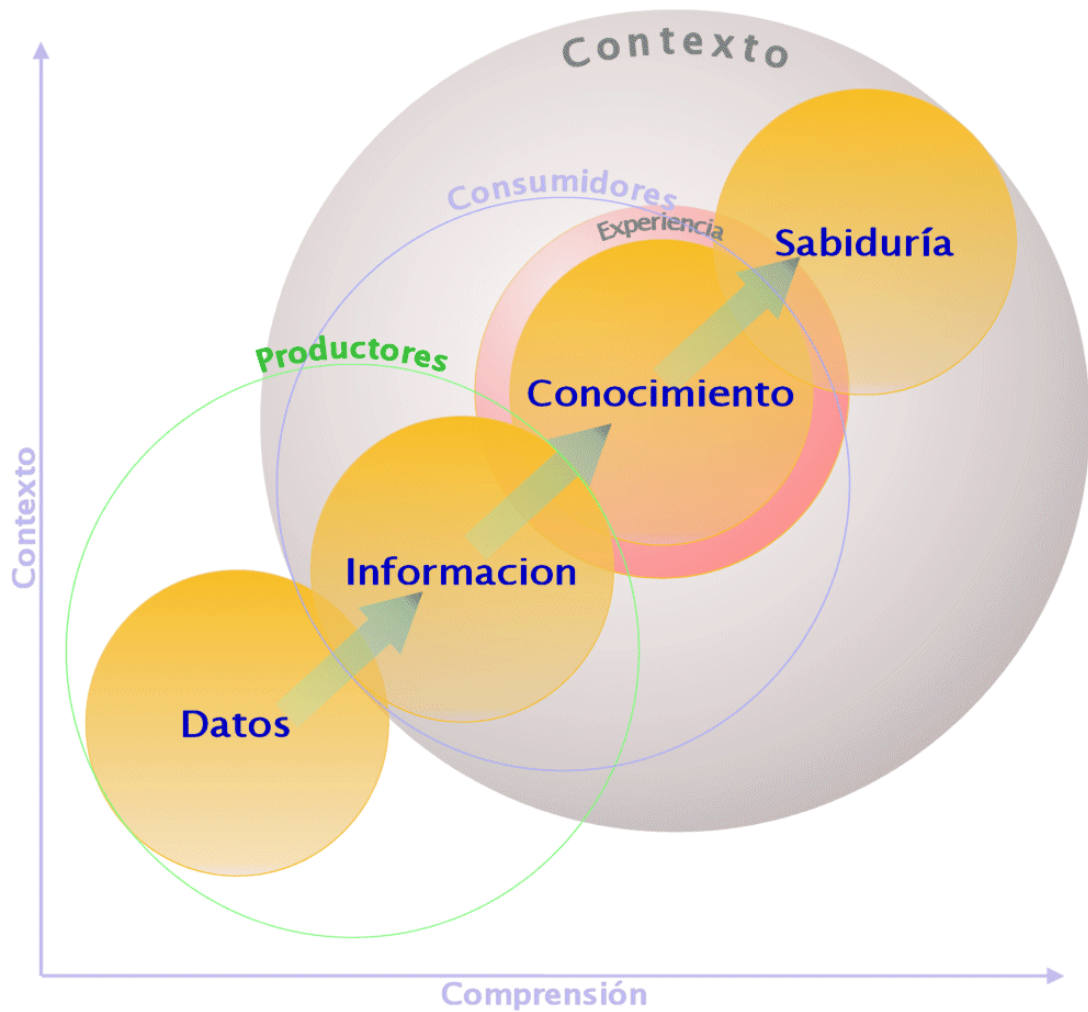 Contexto
Consumidores
Experiencia
Sabiduría
Productores
Conocimiento
Contexto
Informacion
Datos
Comprensión